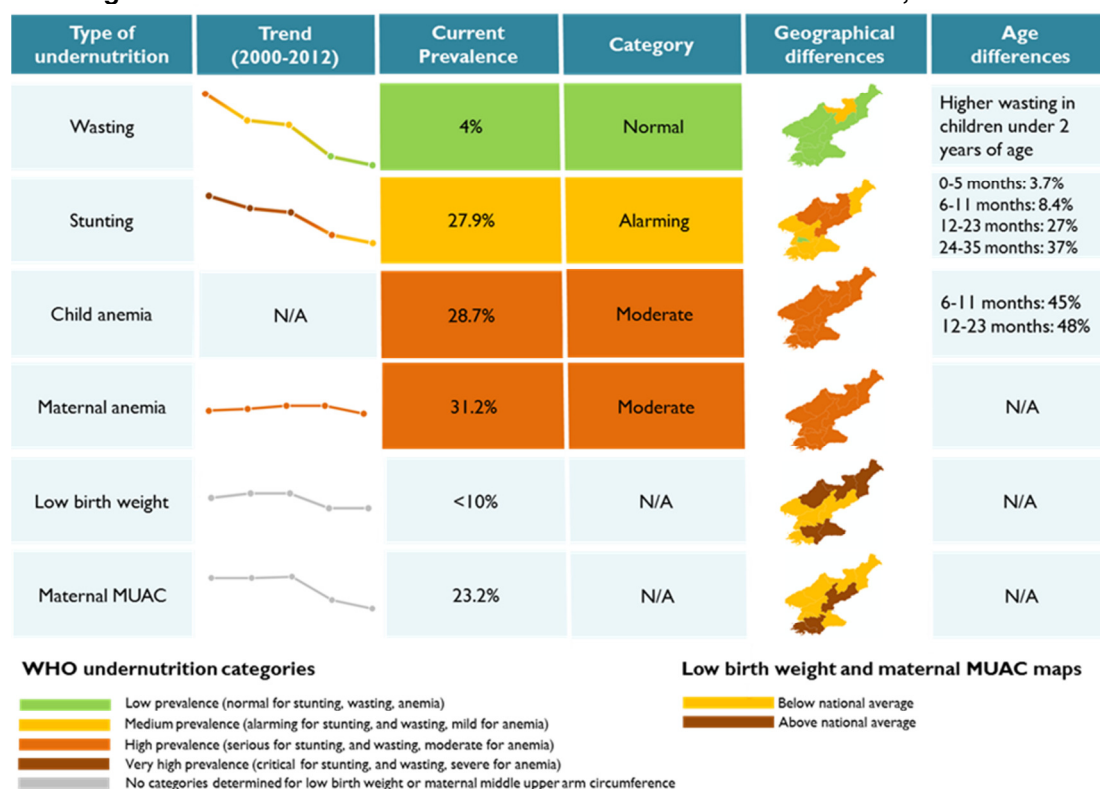 Type of undernutrition
Trend (2000-2012)
Current Prevalence
Category
Geographical differences
Age differences
Wasting
4%
Normal
Higher wasting in
children under 2
years of age
Stunting
27.9%
Alarming
0-5 months: 3.7%
6-11 months: 8.4%
12-23 months: 27%
24-35 months: 37%
Child anemia
N/A
28.7%
Moderate
6-11 months: 45%
12-23 months: 48%
Maternal anemia
31.2%
Moderate
N/A
Low birth weight
<10%
N/A
N/A
Maternal MUAC
23.2%
N/A
N/A
WHO undernutrition categories
Low prevalence (normal for stunting, wasting, anemia)
Medium prevalence (alarming for stunting, and wasting, mild for anemia)
High prevalence (serious for stunting, and wasting, moderate for anemia)
Very high prevalence (critical for stunting, and wasting, severe for anemia)
No categories determined for low birth weight or maternal middle upper arm circumference
Low birth weight and maternal MUAC maps
Below national average
Above national average